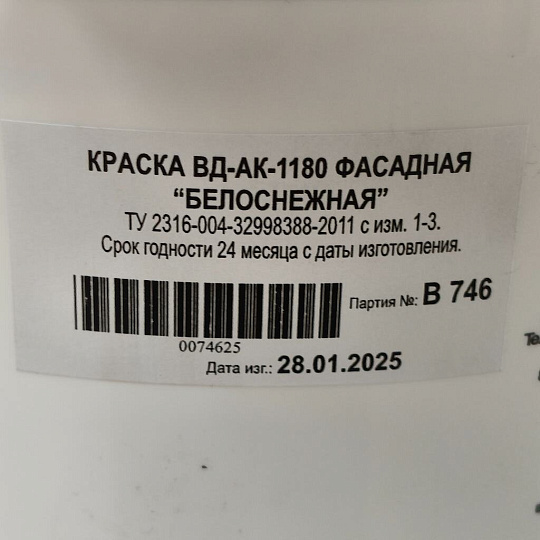 КРАСКА ВД-АК-1180 ФАСАДНАЯ
“БЕЛОСНЕЖНАЯ”
ТУ 2316-004-32998388-2011 с изм. 1-3.
Срок годности 24 месяца с даты изготовления.
Партия №: В 746
0074625
Дата изг.: 28.01.2025